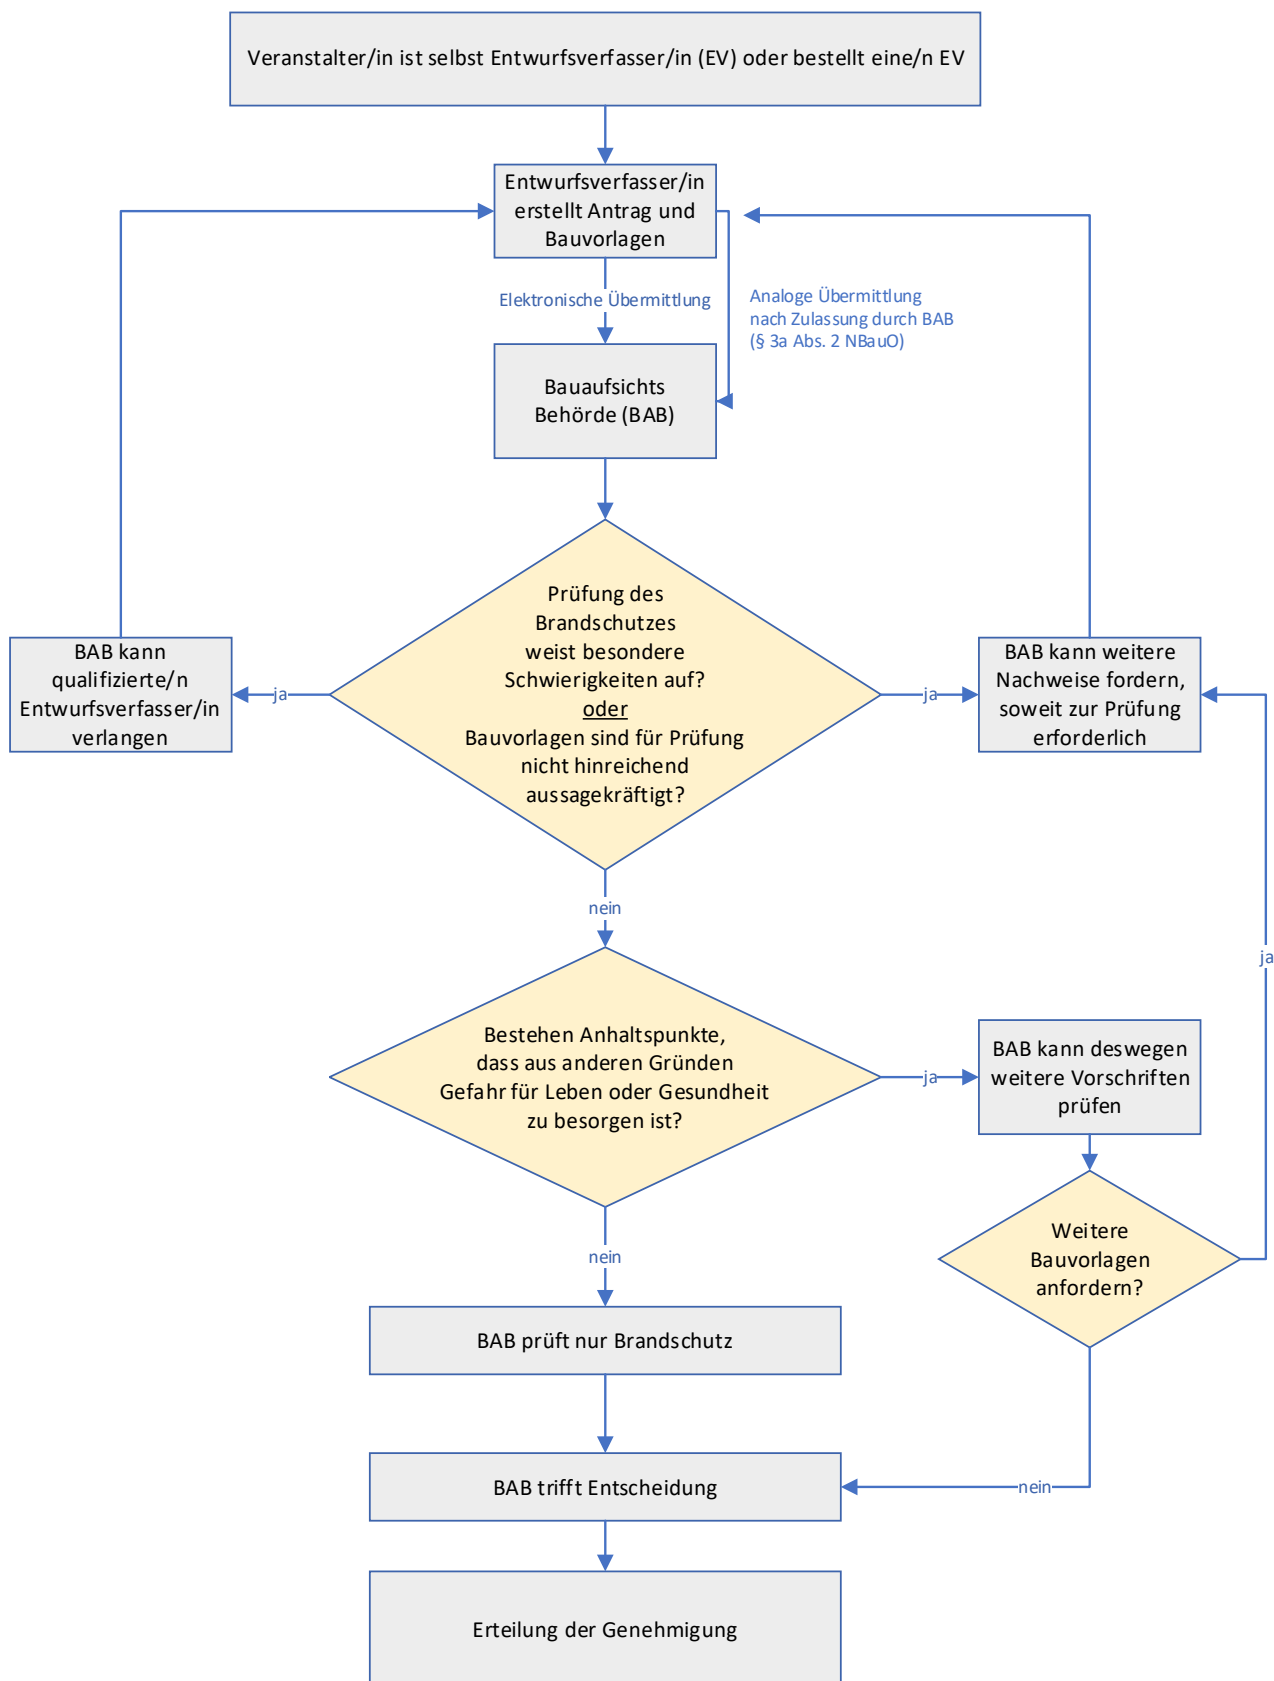 Veranstalter/in ist selbst Entwurfsverfasser/in (EV) oder bestellt eine/n EV
Entwurfsverfasser/in
erstellt Antrag und
Bauvorlagen
Elektronische Übermittlung
Analoge Übermittlung
nach Zulassung durch BAB
(§ 3a Abs. 2 NBauO)
Bauaufsichts
Behörde (BAB)
Prüfung des
Brandschutzes
weist besondere
Schwierigkeiten auf?
oder
Bauvorlagen sind für Prüfung
nicht hinreichend
aussagekräftigt?
ja
BAB kann
qualifizierte/n
Entwurfsverfasser/in
verlangen
ja
BAB kann weitere
Nachweise fordern,
soweit zur Prüfung
erforderlich
nein
Bestehen Anhaltspunkte,
dass aus anderen Gründen
Gefahr für Leben oder Gesundheit
zu besorgen ist?
ja
BAB kann deswegen
weitere Vorschriften
prüfen
ja
Weitere
Bauvorlagen
anfordern?
nein
BAB prüft nur Brandschutz
BAB trifft Entscheidung
nein
Erteilung der Genehmigung